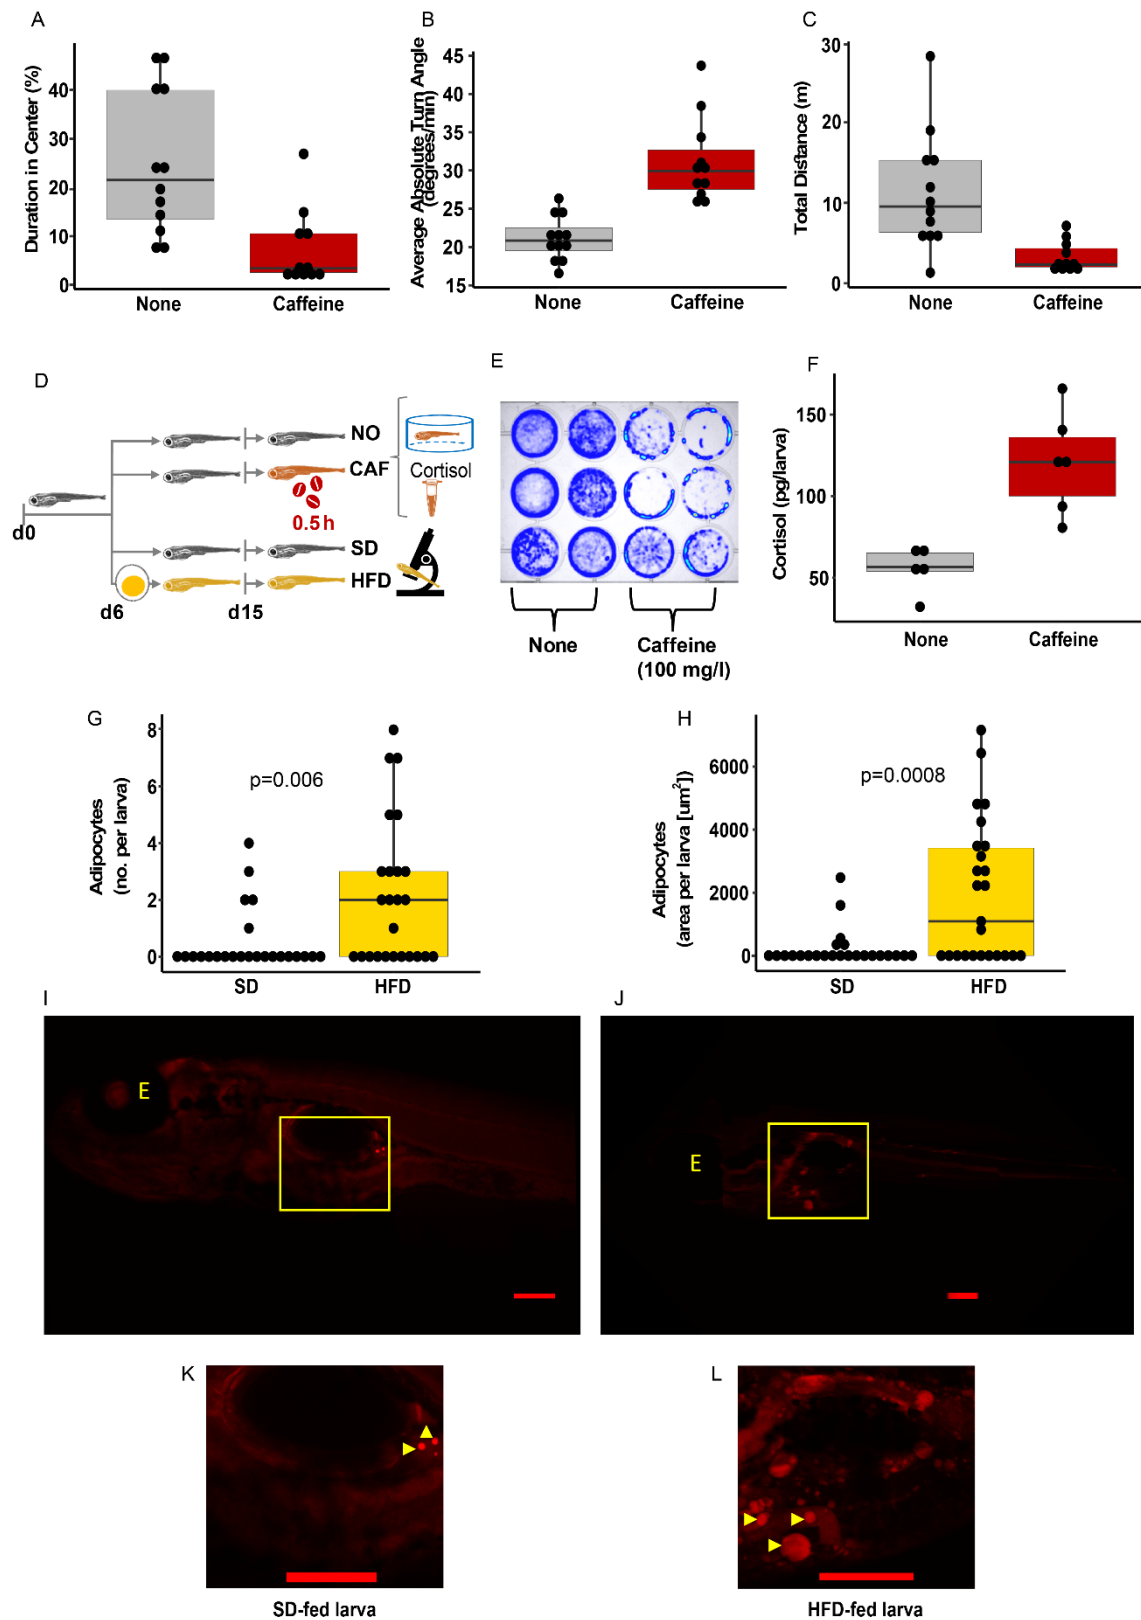 A
Duration in Center (%)
40
30
20
10
0
None
Caffeine
B
Average Absolute Turn Angle
(degrees/min)
45
40
35
30
25
20
15
None
Caffeine
C
Total Distance (m)
30
20
10
0
None
Caffeine
D
d0
d6
d15
NO
CAF
0.5 h
SD
HFD
Cortisol
E
None
Caffeine
(100 mg/l)
F
Cortisol (pg/larva)
150
100
50
None
Caffeine
G
Adipocytes
(no. per larva)
8
6
4
2
0
p=0.006
SD
HFD
H
Adipocytes
(area per larva [um²])
6000
4000
2000
0
p=0.0008
SD
HFD
I
E
J
E
K
SD-fed larva
L
HFD-fed larva